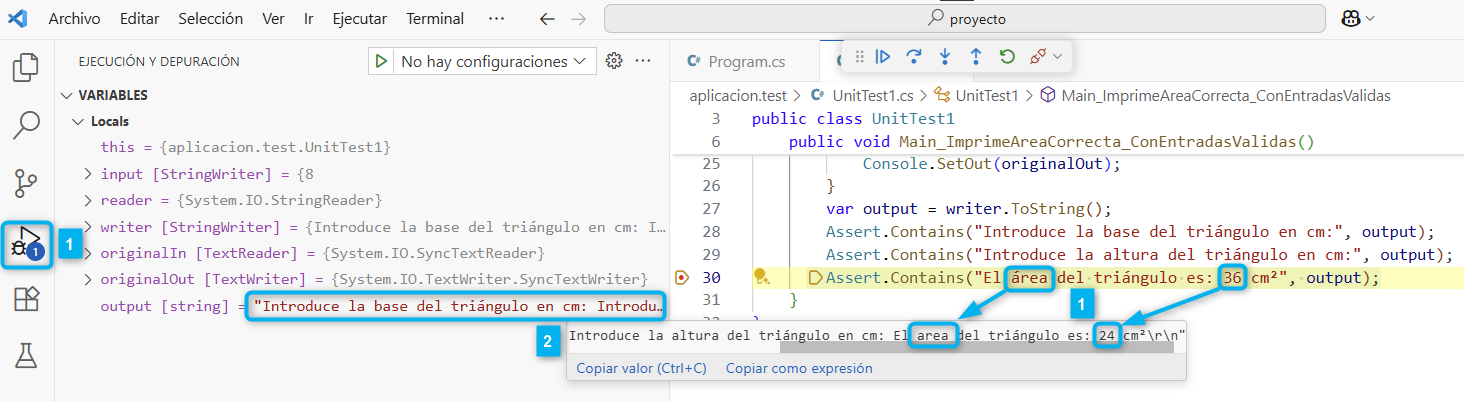 Archivo Editar Selección Ver Ir Ejecutar Terminal ··· proyecto
EJECUCIÓN Y DEPURACIÓN No hay configuraciones ···
VARIABLES
Locals
this = {aplicacion.test.UnitTest1}
input [StringWriter] = {8
reader = {System.IO.StringReader}
writer [StringWriter] = {Introduce la base del triángulo en cm: I…
originalIn [TextReader] = {System.IO.SyncTextReader}
originalOut [TextWriter] = {System.IO.TextWriter.SyncTextWriter}
output [string] = "Introduce la base del triángulo en cm: Introdu…
1
1
2
C# Program.cs
aplicacion.test > C# UnitTest1.cs > UnitTest1 > Main_ImprimeAreaCorrecta_ConEntradasValidas
3 public class UnitTest1
6 public void Main_ImprimeAreaCorrecta_ConEntradasValidas()
25 Console.SetOut(originalOut);
26 }
27 var output = writer.ToString();
28 Assert.Contains("Introduce la base del triángulo en cm:", output);
29 Assert.Contains("Introduce la altura del triángulo en cm:", output);
30 Assert.Contains("El área del triángulo es: 36 cm²", output);
31 }
1
Introduce la altura del triángulo en cm: El area del triángulo es: 24 cm²\r\n"
Copiar valor (Ctrl+C) Copiar como expresión